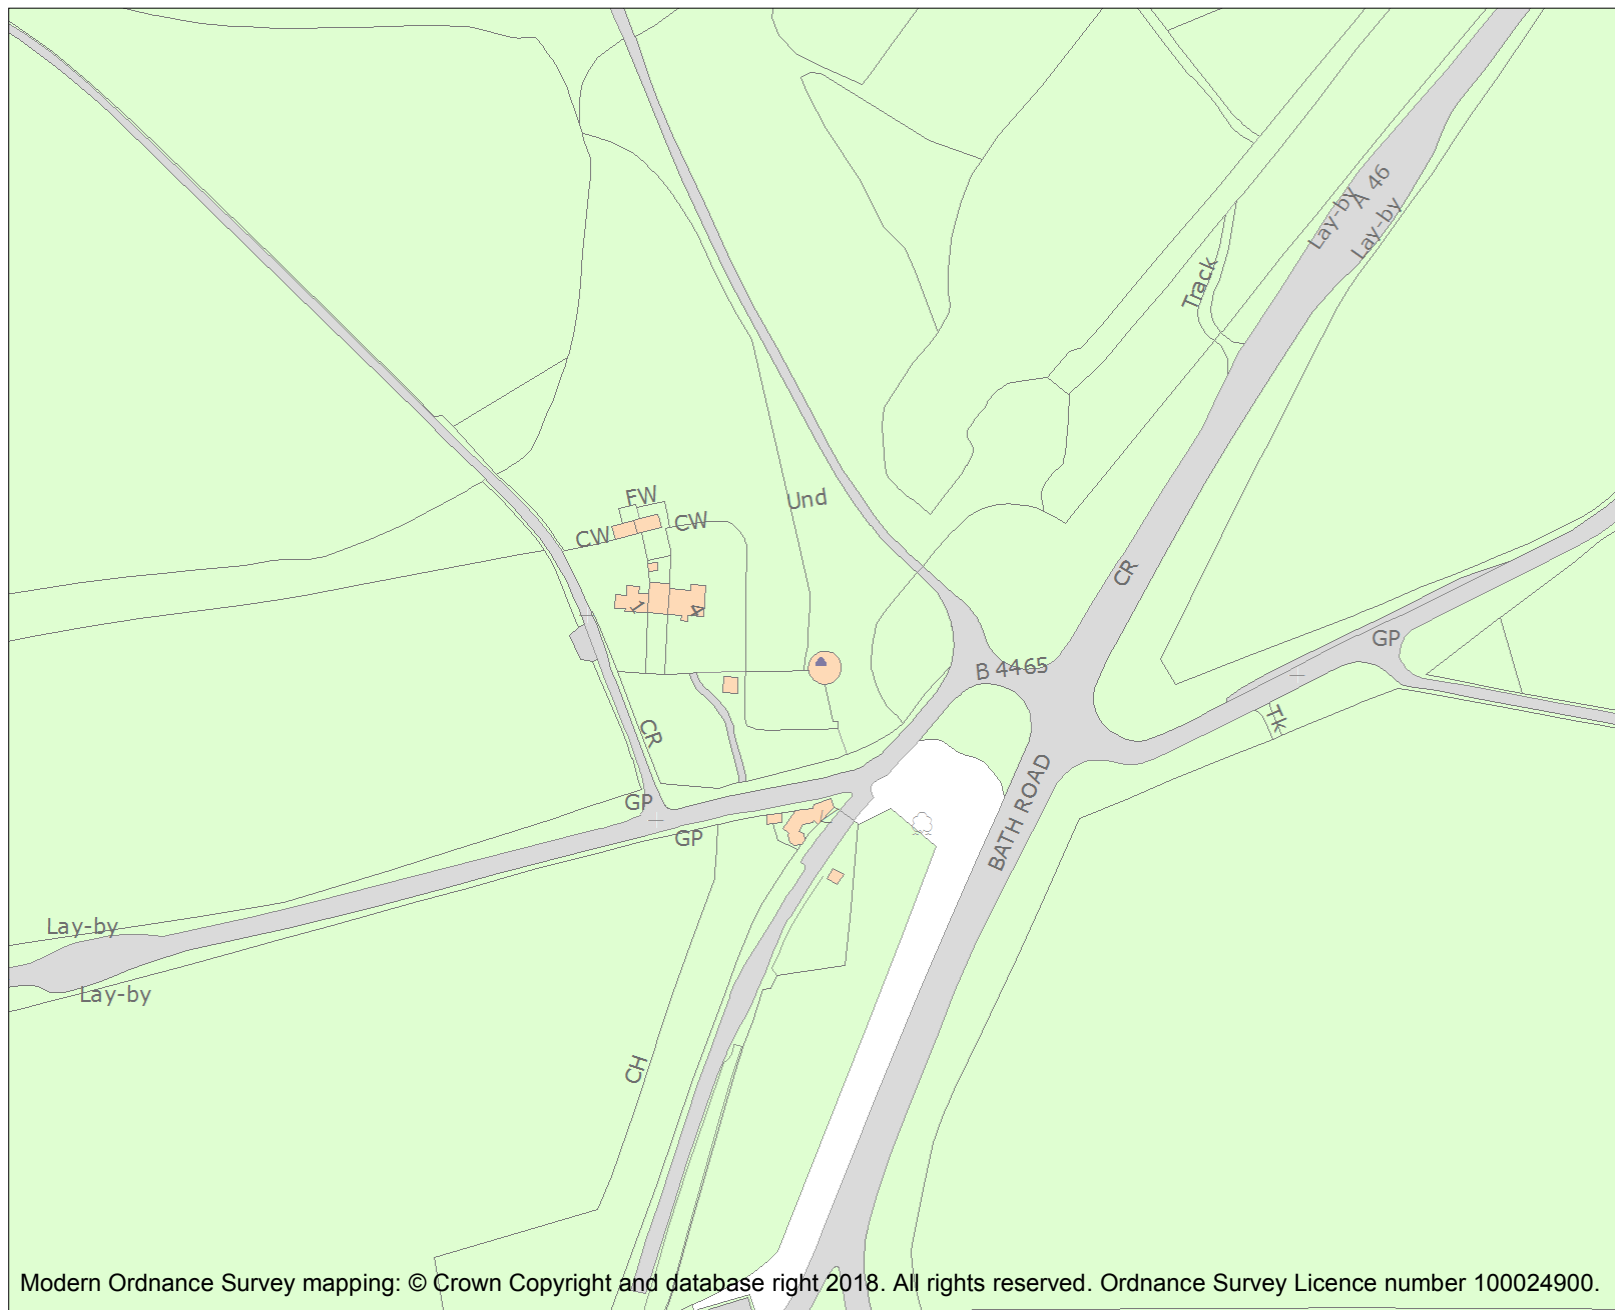 A 46
Lay-by
Lay-by
Track
FW
Und
CW
CW
CR
1
4
GP
B 4465
Tk
CR
BATH ROAD
GP
GP
L
Lay-by
Lay-by
CH
Modern Ordnance Survey mapping: © Crown Copyright and database right 2018. All rights reserved. Ordnance Survey Licence number 100024900.